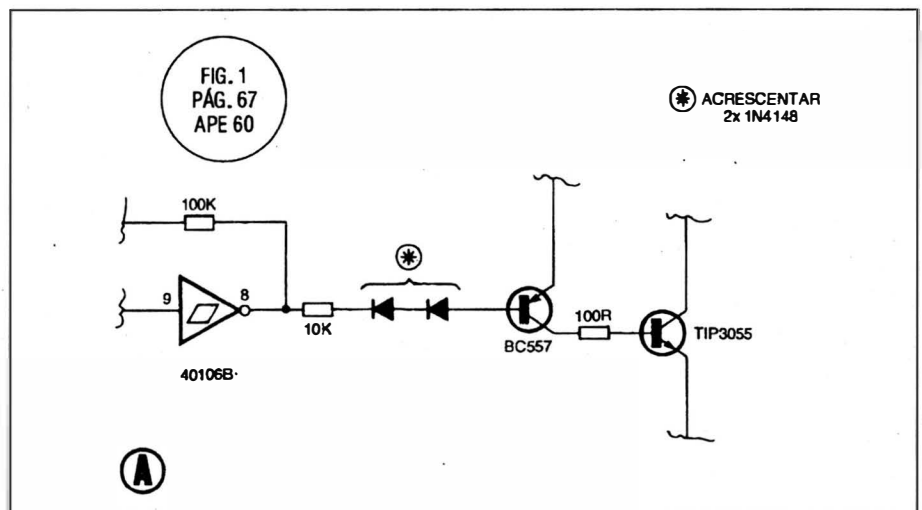 FIG. 1
PÁG. 67
APE 60
✱ ACRESCENTAR
2x 1N4148
100K
✱
9
8
10K
40106B
BC557
100R
TIP3055
A